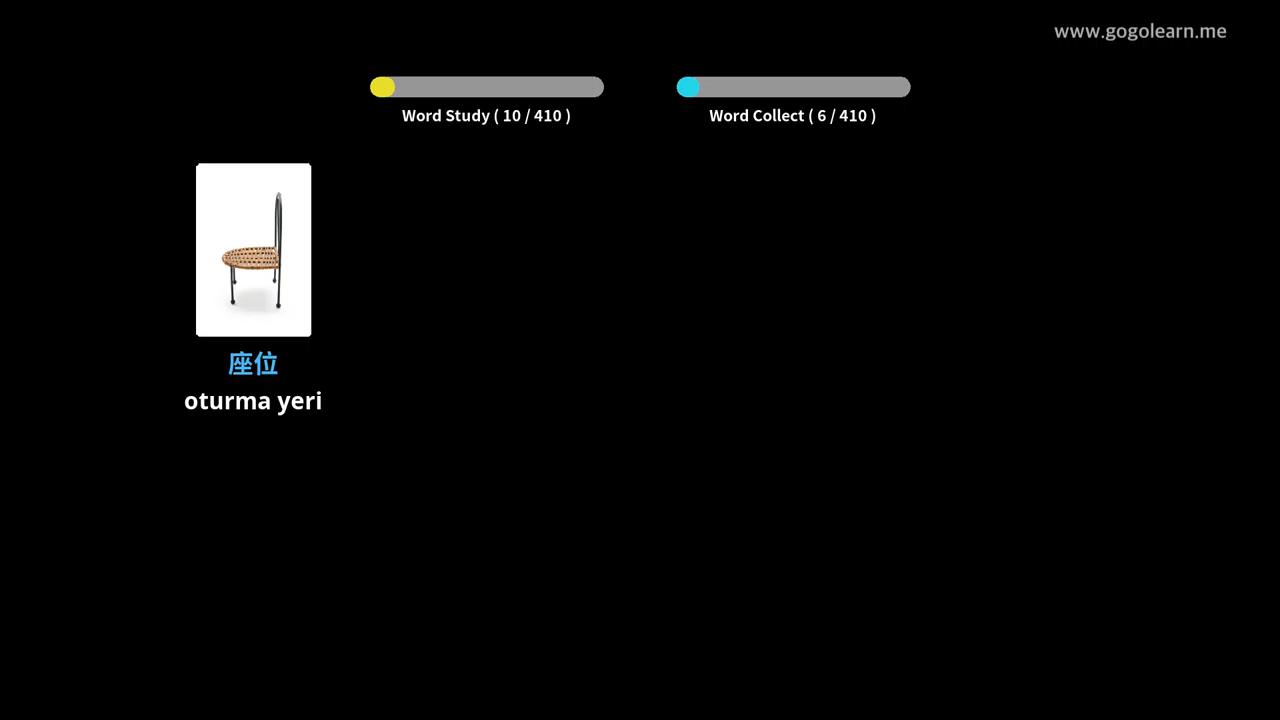 www.gogolearn.me
Word Study ( 10 / 410 )
Word Collect ( 6 / 410 )
座位
oturma yeri